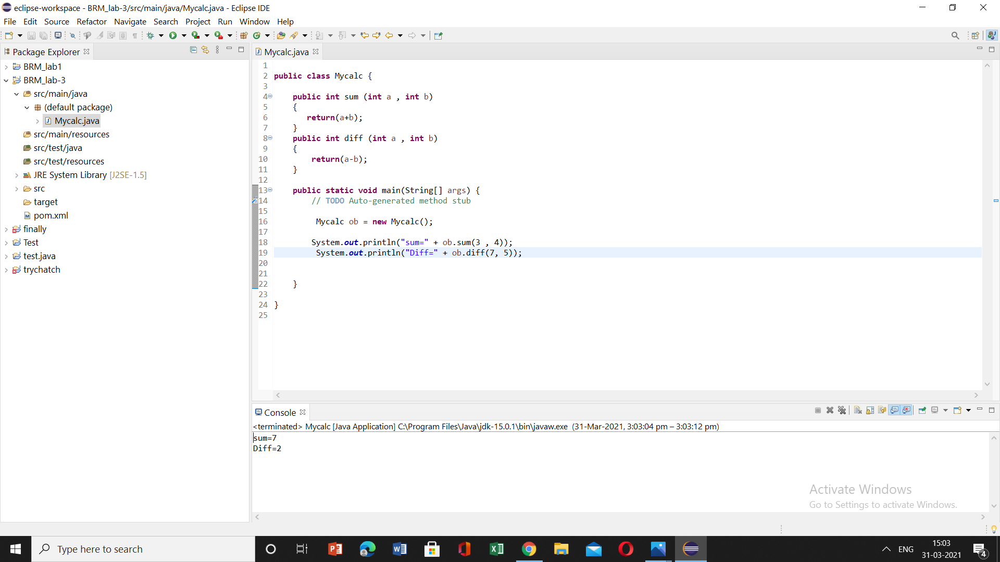 eclipse-workspace - BRM_lab-3/src/main/java/Mycalc.java - Eclipse IDE
File Edit Source Refactor Navigate Search Project Run Window Help
Package Explorer
BRM_lab1
BRM_lab-3
src/main/java
(default package)
Mycalc.java
src/main/resources
src/test/java
src/test/resources
JRE System Library [J2SE-1.5]
src
target
pom.xml
finally
Test
test.java
trychatch
Mycalc.java
1
2 public class Mycalc {
3
4 public int sum (int a , int b)
5 {
6 return(a+b);
7 }
8 public int diff (int a , int b)
9 {
10 return(a-b);
11 }
12
13 public static void main(String[] args) {
14 // TODO Auto-generated method stub
15
16 Mycalc ob = new Mycalc();
17
18 System.out.println("sum=" + ob.sum(3 , 4));
19 System.out.println("Diff=" + ob.diff(7, 5));
20
21
22 }
23
24 }
25
Console
<terminated> Mycalc [Java Application] C:\Program Files\Java\jdk-15.0.1\bin\javaw.exe (31-Mar-2021, 3:03:04 pm – 3:03:12 pm)
sum=7
Diff=2
Activate Windows
Go to Settings to activate Windows.
Type here to search
ENG
15:03
31-03-2021
4